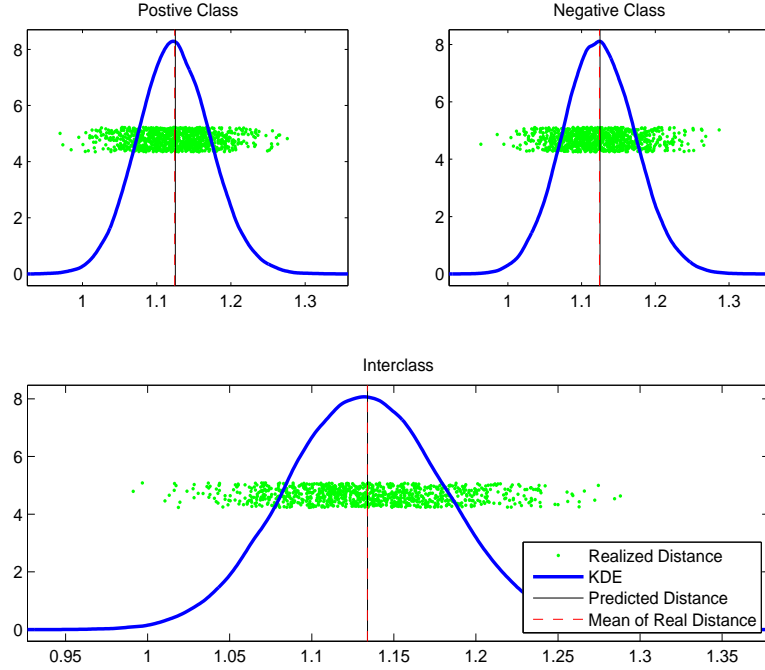 Postive Class
8
6
4
2
0
1 1.1 1.2 1.3
Negative Class
8
6
4
2
0
1 1.1 1.2 1.3
Interclass
8
6
4
2
0
0.95 1 1.05 1.1 1.15 1.2 1.25 1.3 1.35
Realized Distance
KDE
Predicted Distance
Mean of Real Distance